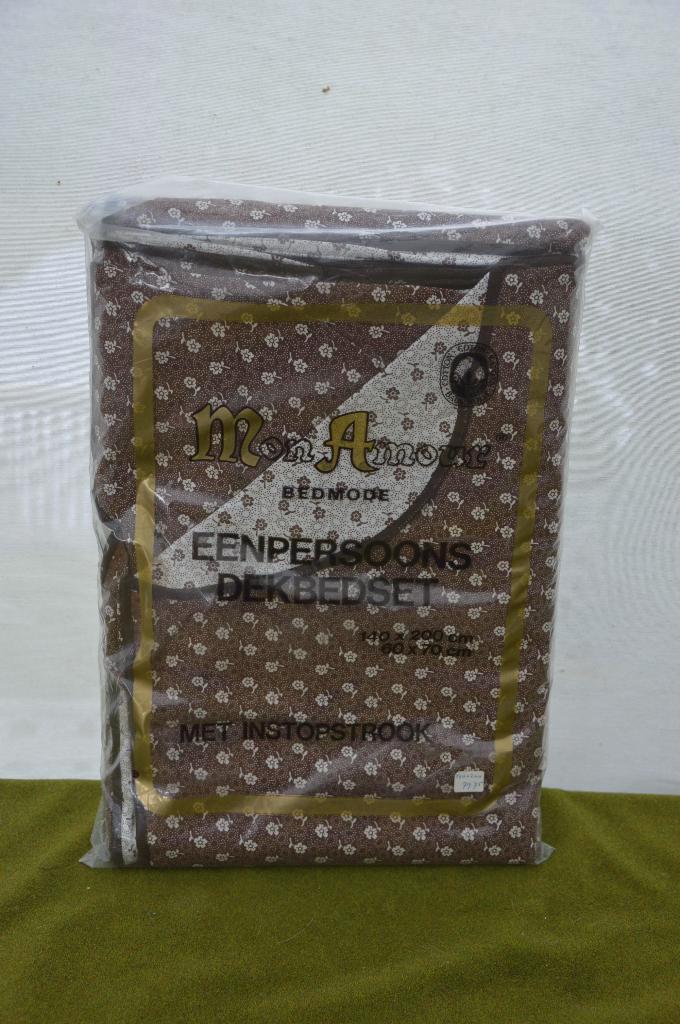 Mon Amour
BEDMODE
EENPERSOONS
DEKBEDSET
140 x 200 cm
60 x 70 cm
MET INSTOPSTROOK